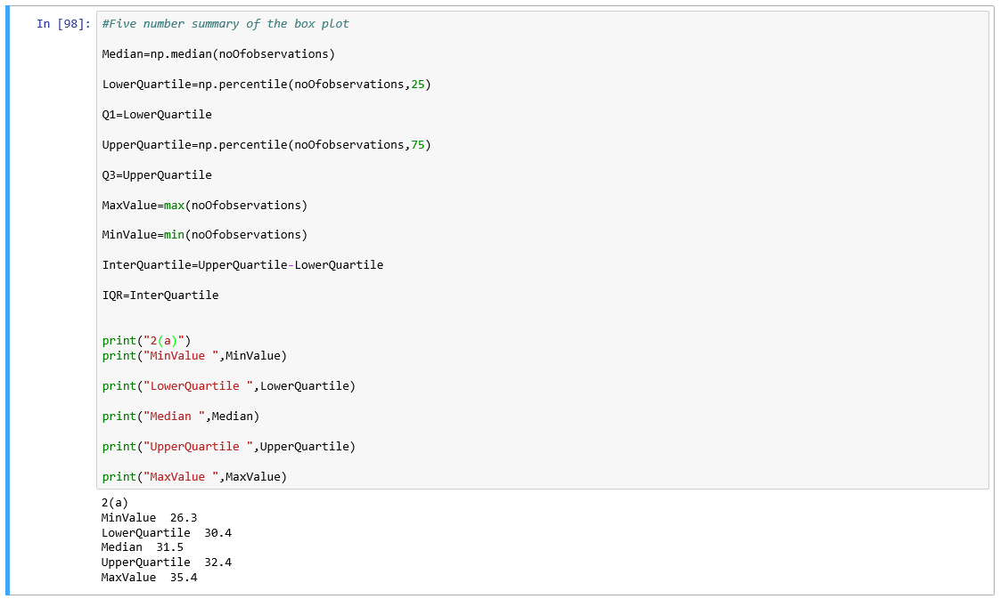 In [98]: #Five number summary of the box plot
Median=np.median(noOfobservations)
LowerQuartile=np.percentile(noOfobservations,25)
Q1=LowerQuartile
UpperQuartile=np.percentile(noOfobservations,75)
Q3=UpperQuartile
MaxValue=max(noOfobservations)
MinValue=min(noOfobservations)
InterQuartile=UpperQuartile-LowerQuartile
IQR=InterQuartile
print("2(a)")
print("MinValue ",MinValue)
print("LowerQuartile ",LowerQuartile)
print("Median ",Median)
print("UpperQuartile ",UpperQuartile)
print("MaxValue ",MaxValue)
2(a)
MinValue  26.3
LowerQuartile  30.4
Median  31.5
UpperQuartile  32.4
MaxValue  35.4